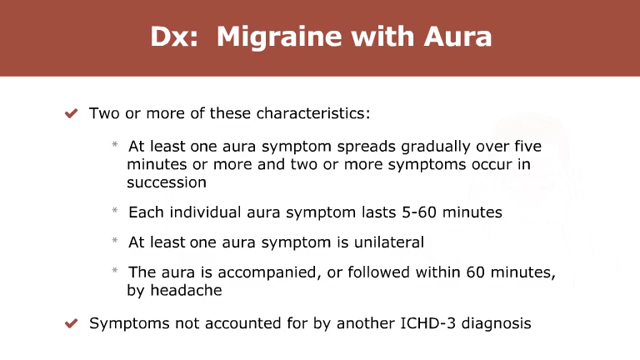 Dx: Migraine with Aura
Two or more of these characteristics:
* At least one aura symptom spreads gradually over five
minutes or more and two or more symptoms occur in
succession
* Each individual aura symptom lasts 5-60 minutes
* At least one aura symptom is unilateral
* The aura is accompanied, or followed within 60 minutes,
by headache
Symptoms not accounted for by another ICHD-3 diagnosis